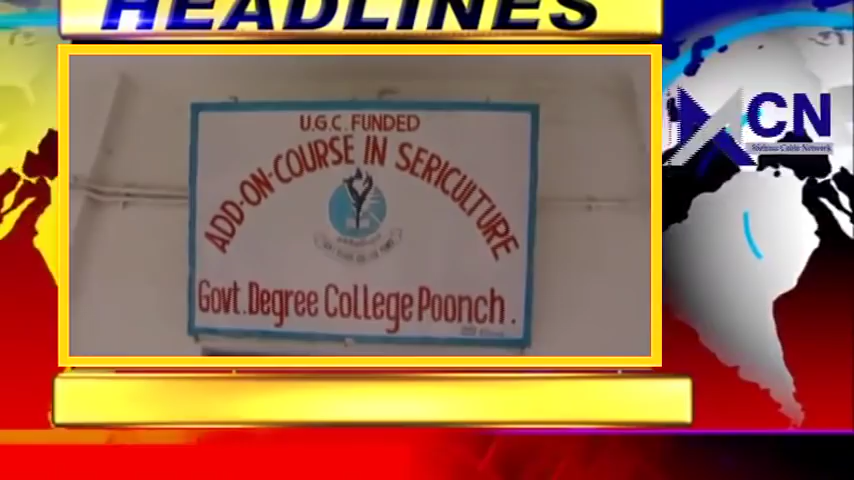 HEADLINES
U.G.C. FUNDED
ADD-ON-COURSE IN SERICULTURE
Govt. Degree College Poonch.
CN